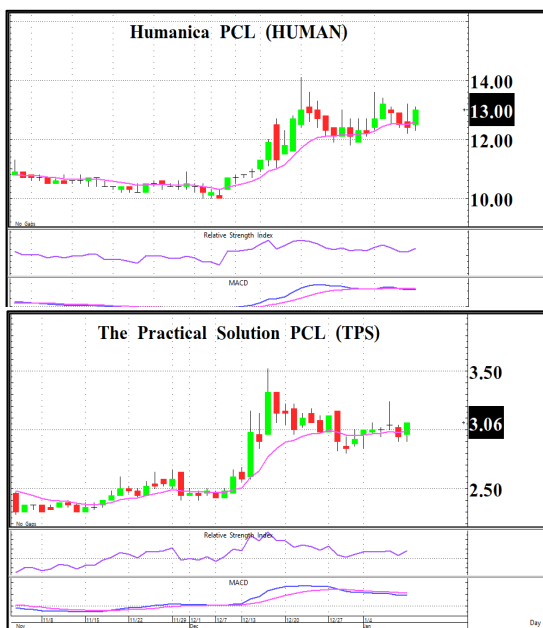 Humanica PCL (HUMAN)
14.00
13.00
12.00
10.00
No Gaps
Relative Strength Index
MACD
The Practical Solution PCL (TPS)
3.50
3.06
2.50
No Gaps
Relative Strength Index
MACD
11/8 11/15 11/22 11/29 12/1 12/7 12/13 12/20 12/27 1/4
Nov Dec Jan Day